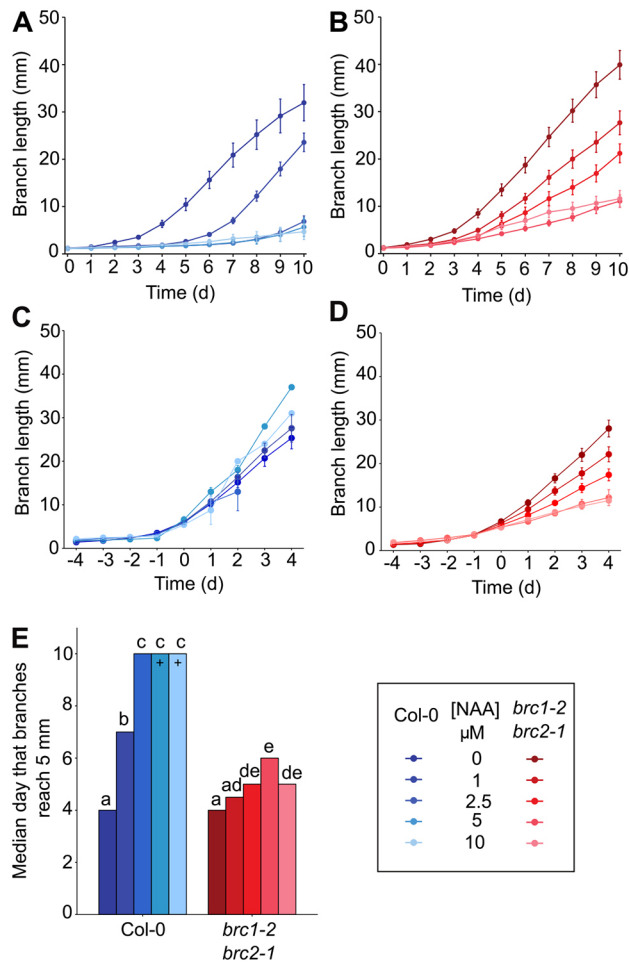 A
Branch length (mm)
50
40
30
20
10
0
0 1 2 3 4 5 6 7 8 9 10
Time (d)
B
Branch length (mm)
50
40
30
20
10
0
0 1 2 3 4 5 6 7 8 9 10
Time (d)
C
Branch length (mm)
50
40
30
20
10
0
-4 -3 -2 -1 0 1 2 3 4
Time (d)
D
Branch length (mm)
50
40
30
20
10
0
-4 -3 -2 -1 0 1 2 3 4
Time (d)
E
Median day that branches
reach 5 mm
10
8
6
4
2
0
a b c c c
+ +
a ad de e de
Col-0
brc1-2
brc2-1
Col-0 [NAA] brc1-2
µM brc2-1
0
1
2.5
5
10